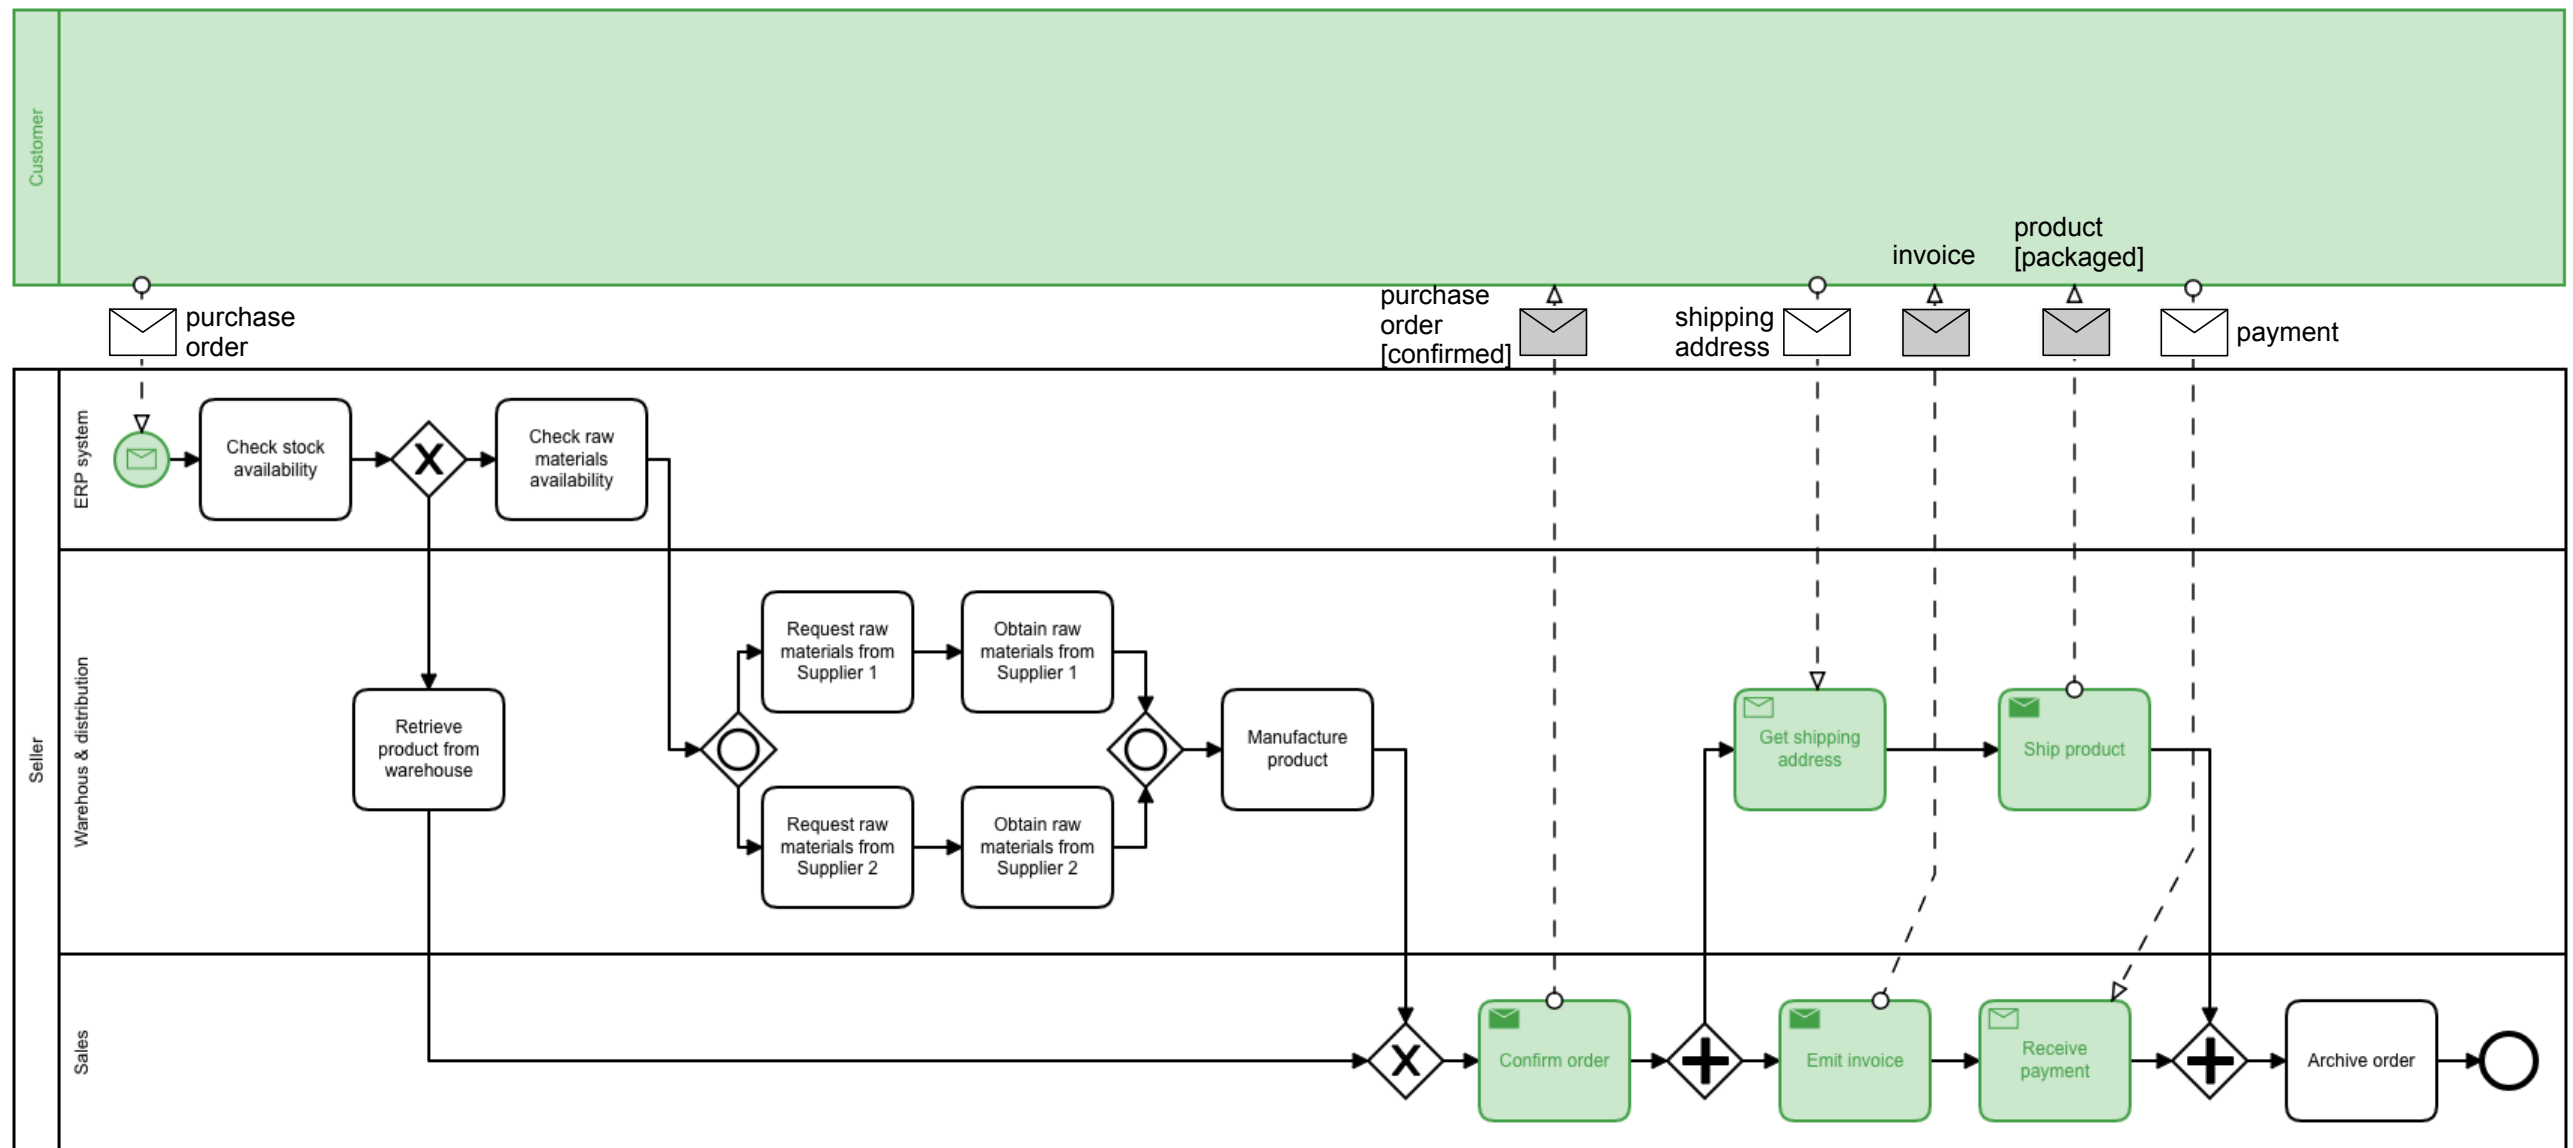 Customer
product
[packaged]
invoice
purchase
order
purchase
order
[confirmed]
shipping
address
payment
Seller
ERP system
Check stock
availability
X
Check raw
materials
availability
Warehous & distribution
Request raw
materials from
Supplier 1
Obtain raw
materials from
Supplier 1
Retrieve
product from
warehouse
Manufacture
product
Get shipping
address
Ship product
Request raw
materials from
Supplier 2
Obtain raw
materials from
Supplier 2
Sales
X
Confirm order
Emit invoice
Receive
payment
Archive order